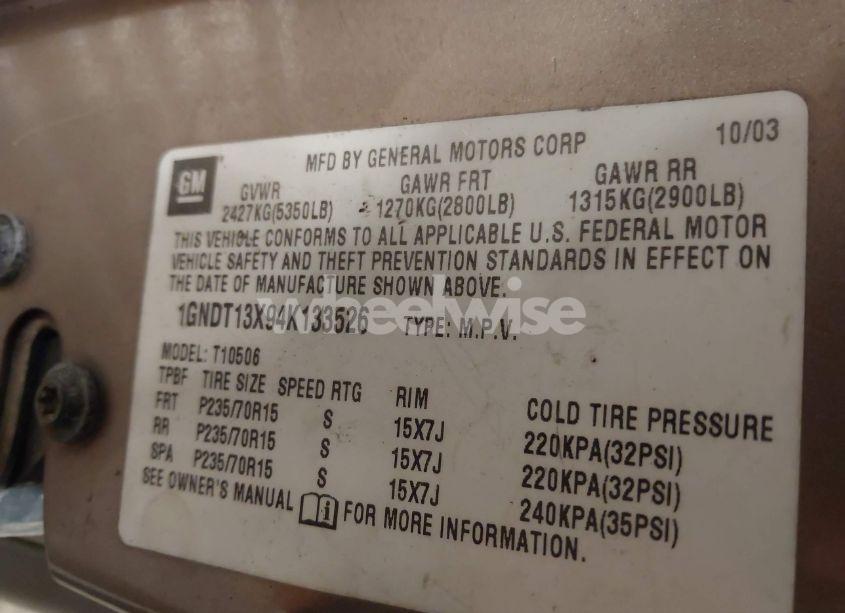 10/03
MFD BY GENERAL MOTORS CORP
GM
GVWR GAWR FRT GAWR RR
2427KG(5350LB) 1270KG(2800LB) 1315KG(2900LB)
THIS VEHICLE CONFORMS TO ALL APPLICABLE U.S. FEDERAL MOTOR
VEHICLE SAFETY AND THEFT PREVENTION STANDARDS IN EFFECT ON
THE DATE OF MANUFACTURE SHOWN ABOVE.
wheelwise
1GNDT13X94K133526 TYPE: M.P.V.
MODEL: T10506
TPBF TIRE SIZE SPEED RTG RIM COLD TIRE PRESSURE
FRT P235/70R15 S 15X7J 220KPA(32PSI)
RR P235/70R15 S 15X7J 220KPA(32PSI)
SPA P235/70R15 S 15X7J 240KPA(35PSI)
SEE OWNER'S MANUAL FOR MORE INFORMATION.